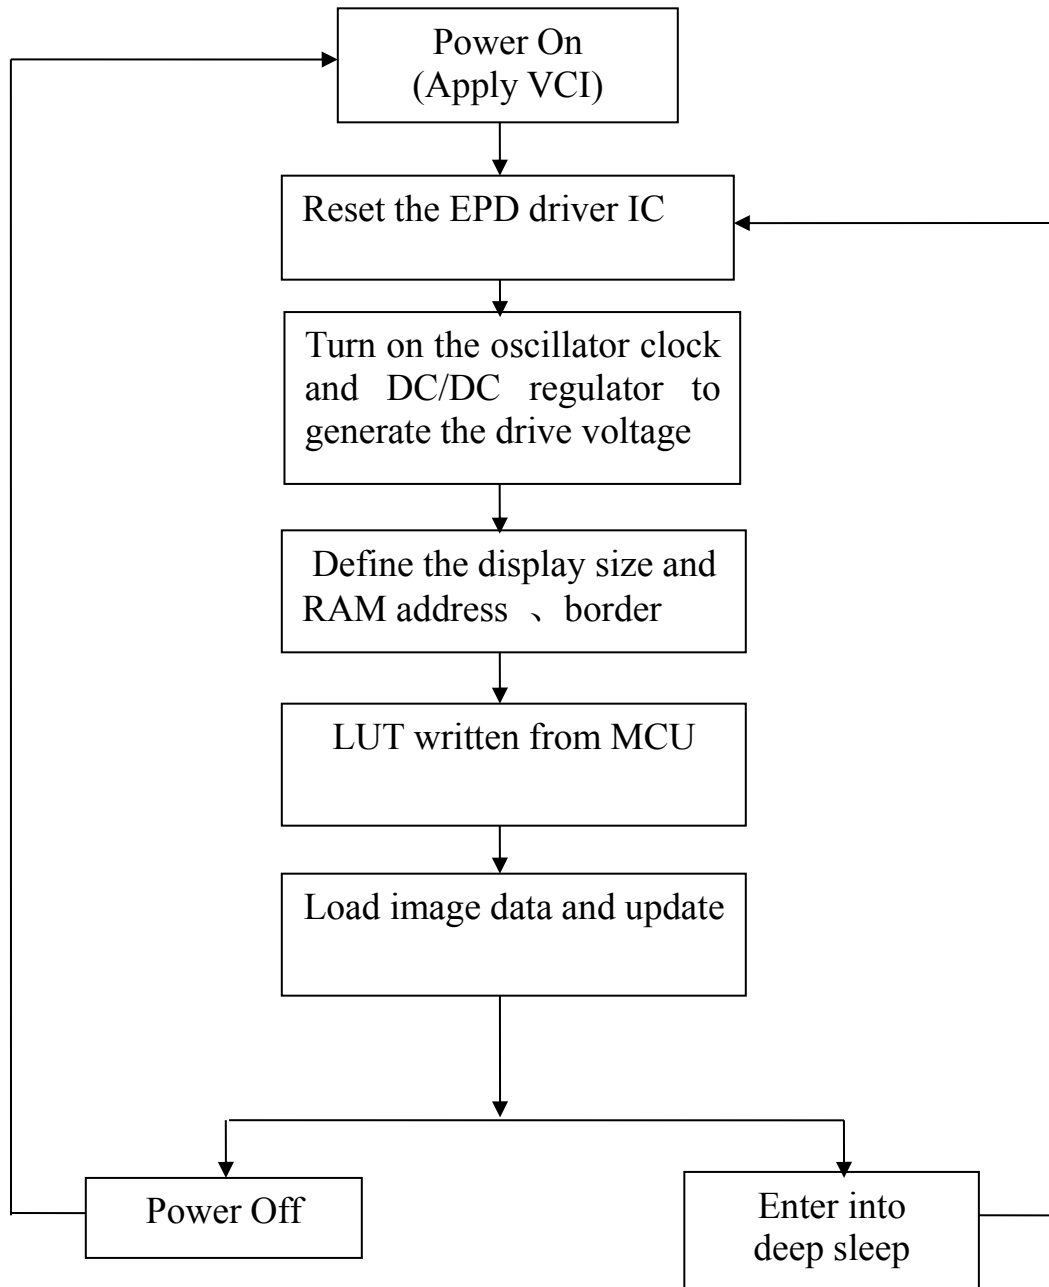 Power On
(Apply VCI)
Reset the EPD driver IC
Turn on the oscillator clock
and DC/DC regulator to
generate the drive voltage
Define the display size and
RAM address 、border
LUT written from MCU
Load image data and update
Power Off
Enter into
deep sleep